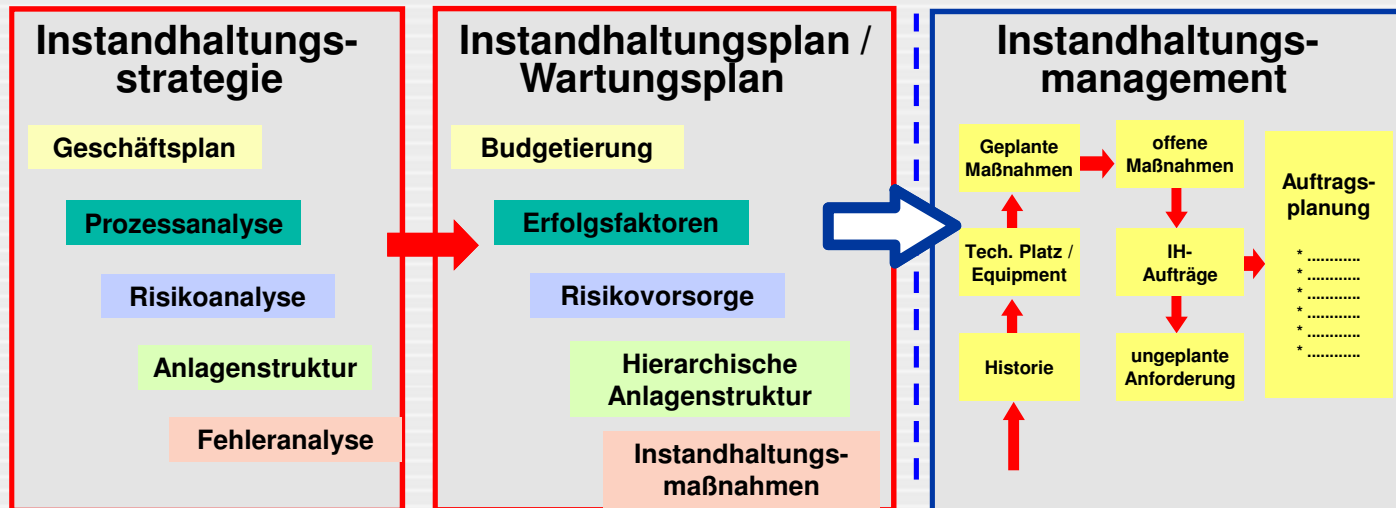 Instandhaltungs-
strategie
Geschäftsplan
Prozessanalyse
Risikoanalyse
Anlagenstruktur
Fehleranalyse
Instandhaltungsplan /
Wartungsplan
Budgetierung
Erfolgsfaktoren
Risikovorsorge
Hierarchische
Anlagenstruktur
Instandhaltungs-
maßnahmen
Instandhaltungs-
management
Geplante
Maßnahmen
offene
Maßnahmen
Tech. Platz /
Equipment
IH-
Aufträge
Historie
ungeplante
Anforderung
Auftrags-
planung
* ............
* ............
* ............
* ............
* ............
* ............